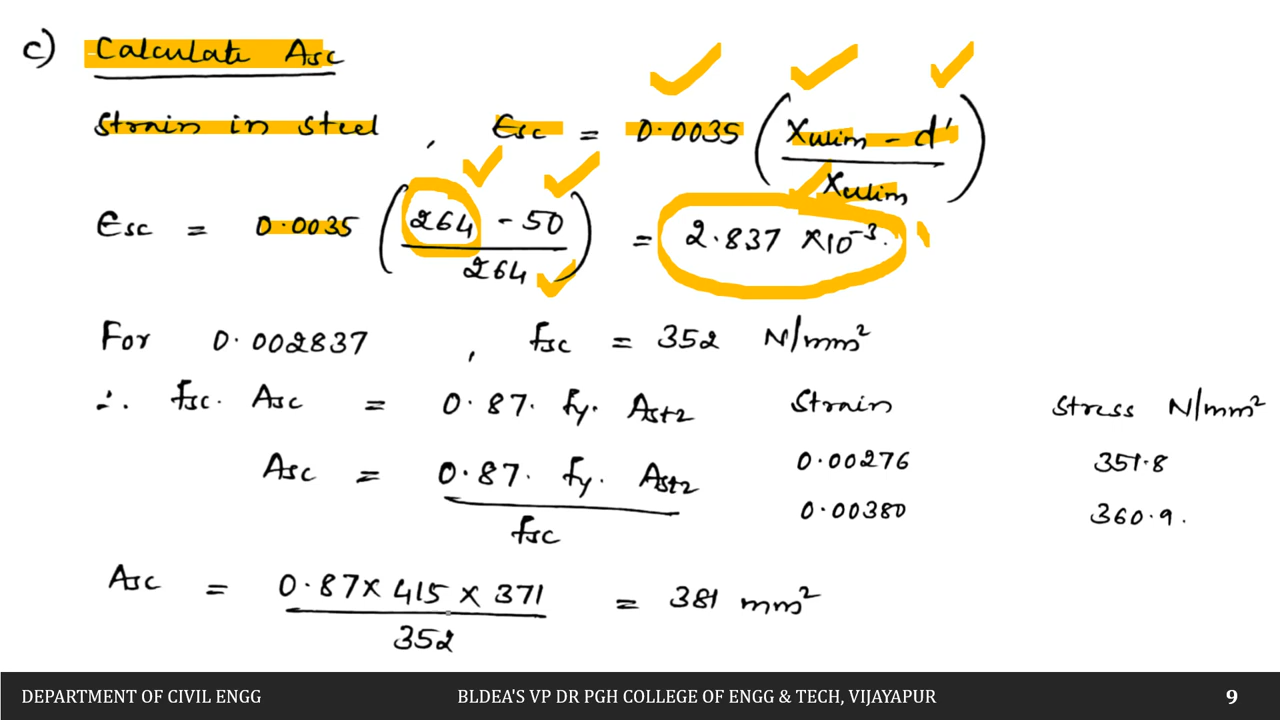 c) Calculate Asc
Strain in steel , Esc = 0.0035 ( xulim - d' / xulim )
Esc = 0.0035 ( 264 - 50 / 264 ) = 2.837 × 10⁻³.
For 0.002837 , fsc = 352 N/mm²
∴ fsc. Asc = 0.87. fy. Ast2
Asc = 0.87. fy. Ast2 / fsc
Asc = 0.87 × 415 × 371 / 352 = 381 mm²
Strain Stress N/mm²
0.00276 351.8
0.00380 360.9.
DEPARTMENT OF CIVIL ENGG BLDEA'S VP DR PGH COLLEGE OF ENGG & TECH, VIJAYAPUR 9